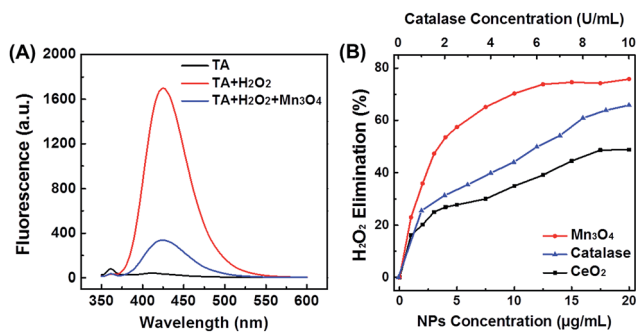 (A)
TA
TA+H2O2
TA+H2O2+Mn3O4
Fluorescence (a.u.)
2000
1600
1200
800
400
0
350 400 450 500 550 600
Wavelength (nm)
(B)
Catalase Concentration (U/mL)
0 2 4 6 8 10
H2O2 Elimination (%)
80
60
40
20
0
Mn3O4
Catalase
CeO2
0 5 10 15 20
NPs Concentration (µg/mL)